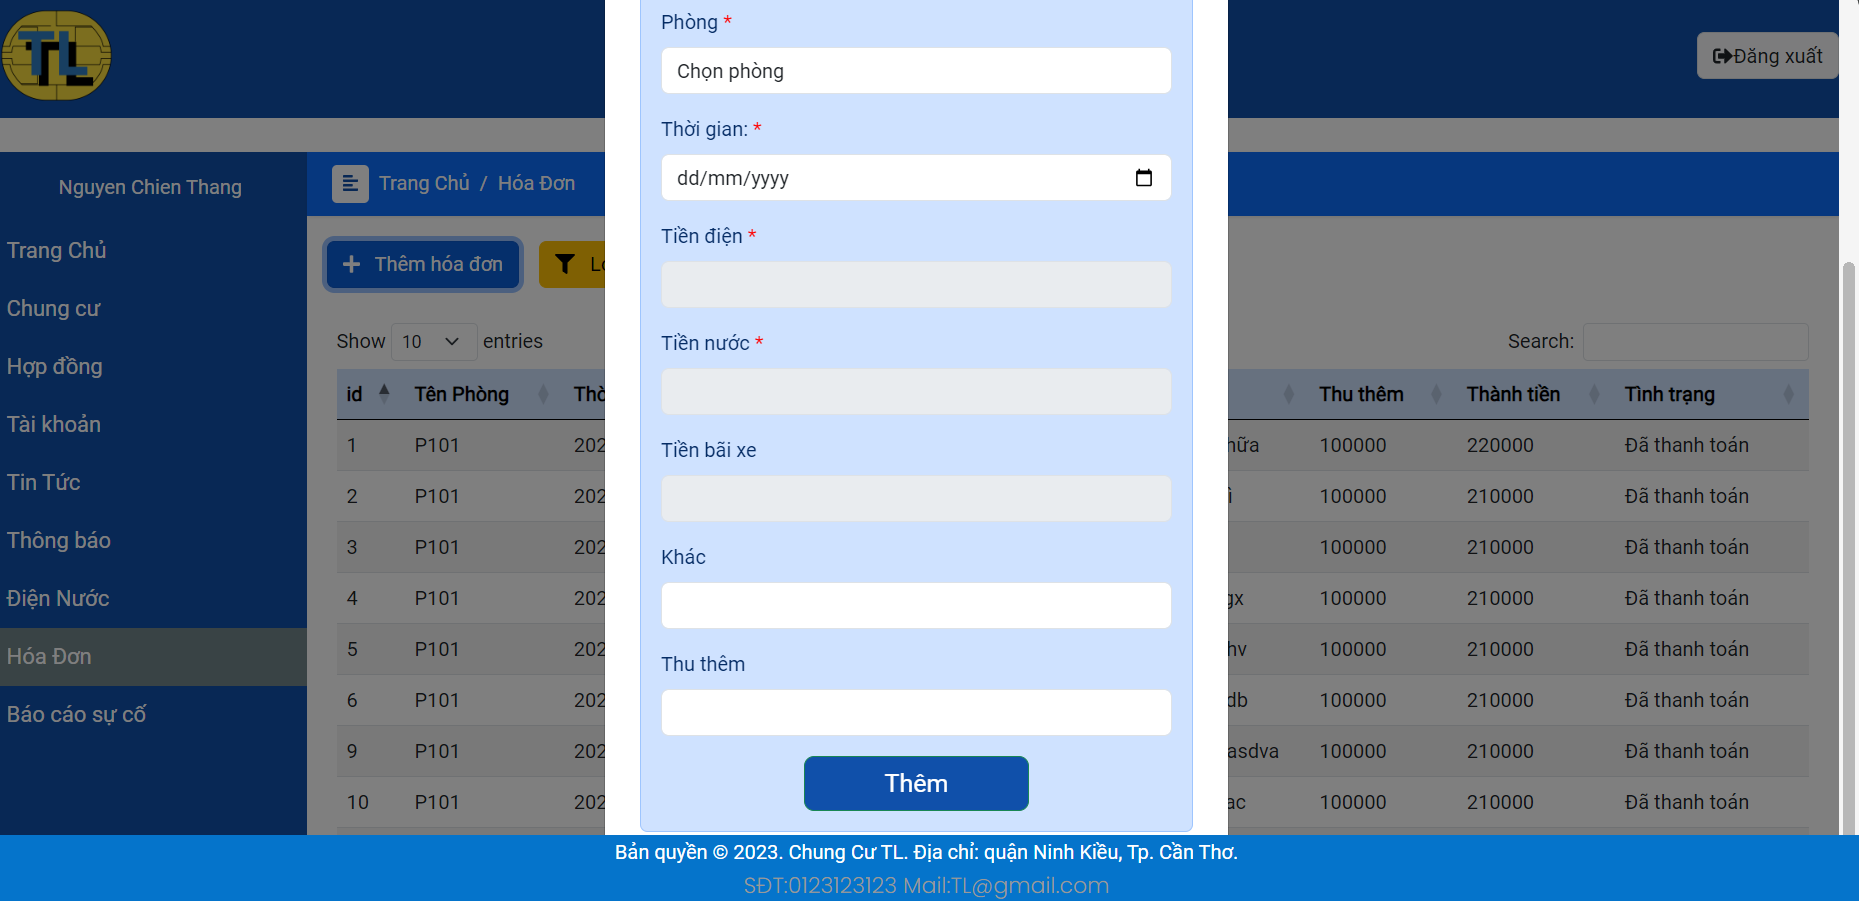 TL
Đăng xuất
Nguyen Chien Thang
Trang Chủ
Chung cư
Hợp đồng
Tài khoản
Tin Tức
Thông báo
Điện Nước
Hóa Đơn
Báo cáo sự cố
Trang Chủ / Hóa Đơn
Thêm hóa đơn
Show 10 entries
Search:
id Tên Phòng Thu thêm Thành tiền Tình trạng
1 P101 100000 220000 Đã thanh toán
2 P101 100000 210000 Đã thanh toán
3 P101 100000 210000 Đã thanh toán
4 P101 100000 210000 Đã thanh toán
5 P101 100000 210000 Đã thanh toán
6 P101 100000 210000 Đã thanh toán
9 P101 100000 210000 Đã thanh toán
10 P101 100000 210000 Đã thanh toán
Phòng *
Chọn phòng
Thời gian: *
dd/mm/yyyy
Tiền điện *
Tiền nước *
Tiền bãi xe
Khác
Thu thêm
Thêm
Bản quyền © 2023. Chung Cư TL. Địa chỉ: quận Ninh Kiều, Tp. Cần Thơ.
SĐT:0123123123 Mail:TL@gmail.com